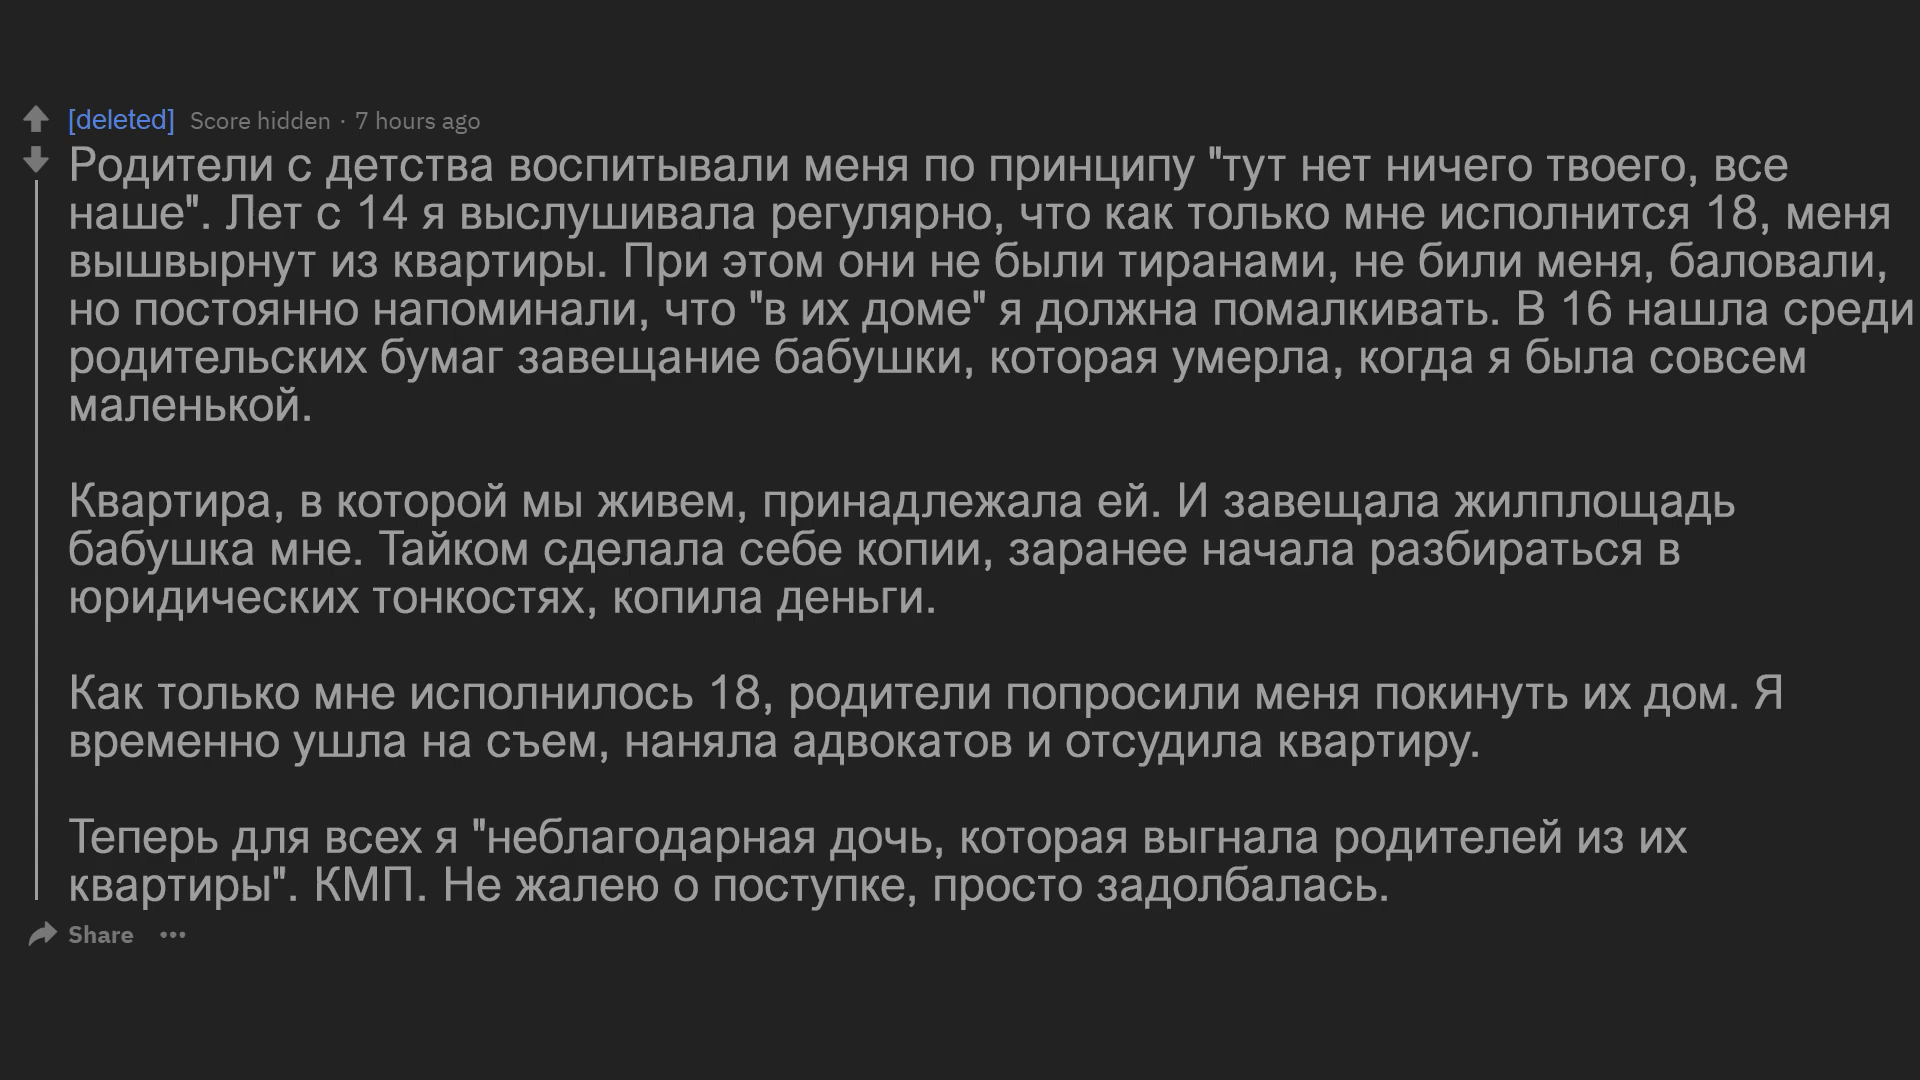 [deleted] Score hidden · 7 hours ago
Родители с детства воспитывали меня по принципу "тут нет ничего твоего, все
наше". Лет с 14 я выслушивала регулярно, что как только мне исполнится 18, меня
вышвырнут из квартиры. При этом они не были тиранами, не били меня, баловали,
но постоянно напоминали, что "в их доме" я должна помалкивать. В 16 нашла среди
родительских бумаг завещание бабушки, которая умерла, когда я была совсем
маленькой.
Квартира, в которой мы живем, принадлежала ей. И завещала жилплощадь
бабушка мне. Тайком сделала себе копии, заранее начала разбираться в
юридических тонкостях, копила деньги.
Как только мне исполнилось 18, родители попросили меня покинуть их дом. Я
временно ушла на съем, наняла адвокатов и отсудила квартиру.
Теперь для всех я "неблагодарная дочь, которая выгнала родителей из их
квартиры". КМП. Не жалею о поступке, просто задолбалась.
Share ···